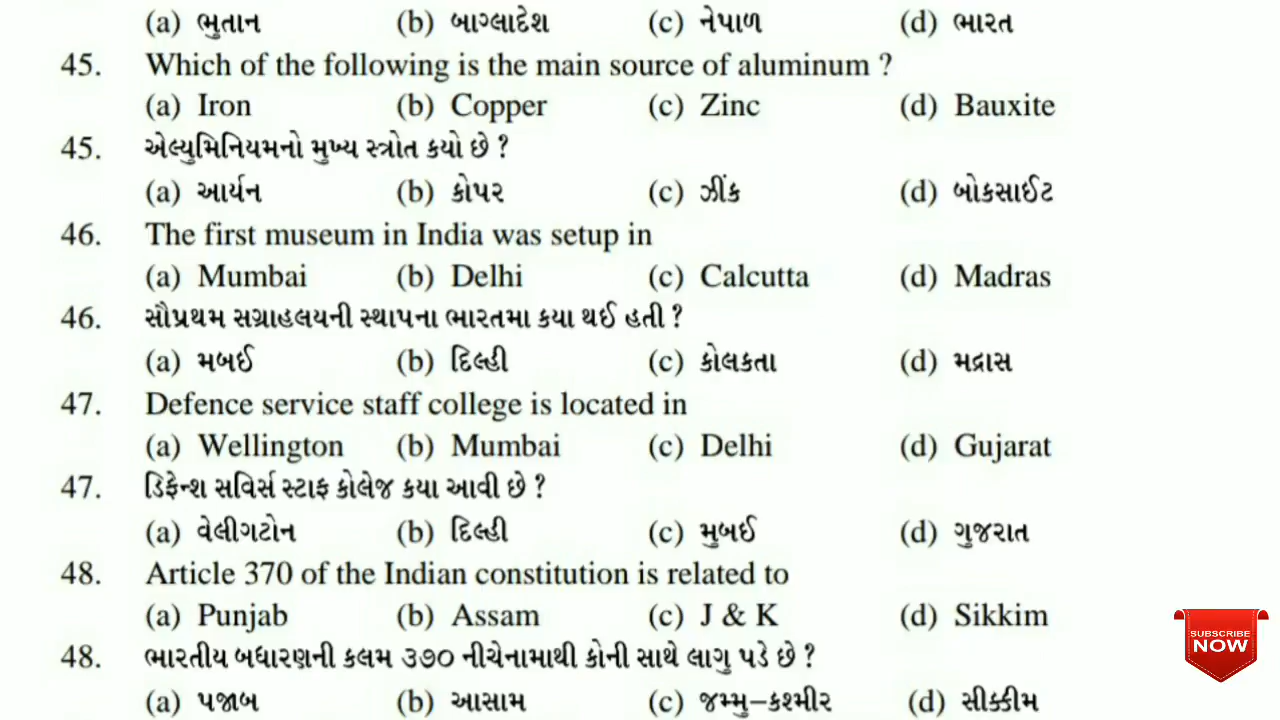 (a) ભુતાન (b) બાગ્લાદેશ (c) નેપાળ (d) ભારત
45. Which of the following is the main source of aluminum ?
(a) Iron (b) Copper (c) Zinc (d) Bauxite
45. એલ્યુમિનિયમનો મુખ્ય સ્ત્રોત કયો છે ?
(a) આર્યન (b) કોપર (c) ઝીંક (d) બોકસાઈટ
46. The first museum in India was setup in
(a) Mumbai (b) Delhi (c) Calcutta (d) Madras
46. સૌપ્રથમ સગ્રાહલયની સ્થાપના ભારતમા કયા થઈ હતી ?
(a) મબઈ (b) દિલ્હી (c) કોલકતા (d) મદ્રાસ
47. Defence service staff college is located in
(a) Wellington (b) Mumbai (c) Delhi (d) Gujarat
47. ડિફેન્શ સવિર્સ સ્ટાફ કોલેજ કયા આવી છે ?
(a) વેલીગટોન (b) દિલ્હી (c) મુબઈ (d) ગુજરાત
48. Article 370 of the Indian constitution is related to
(a) Punjab (b) Assam (c) J & K (d) Sikkim
48. ભારતીય બધારણની કલમ ૩૭૦ નીચેનામાથી કોની સાથે લાગુ પડે છે ?
(a) પજાબ (b) આસામ (c) જમ્મુ–કશ્મીર (d) સીક્કીમ
SUBSCRIBE
NOW